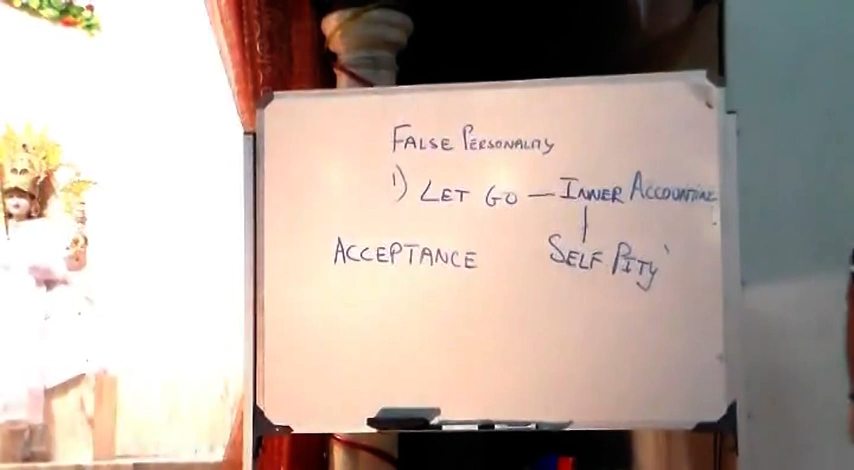 FALSE PERSONALITY
1) LET GO — INNER ACCOUNTING
ACCEPTANCE SELF PITY